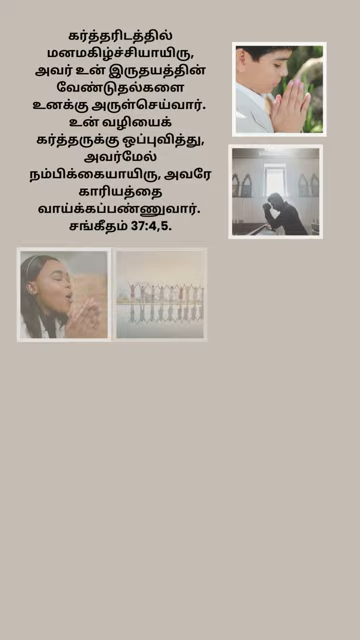 கர்த்தரிடத்தில்
மனமகிழ்ச்சியாயிரு,
அவர் உன் இருதயத்தின்
வேண்டுதல்களை
உனக்கு அருள்செய்வார்.
உன் வழியைக்
கர்த்தருக்கு ஒப்புவித்து,
அவர்மேல்
நம்பிக்கையாயிரு, அவரே
காரியத்தை
வாய்க்கப்பண்ணுவார்.
சங்கீதம் 37:4,5.